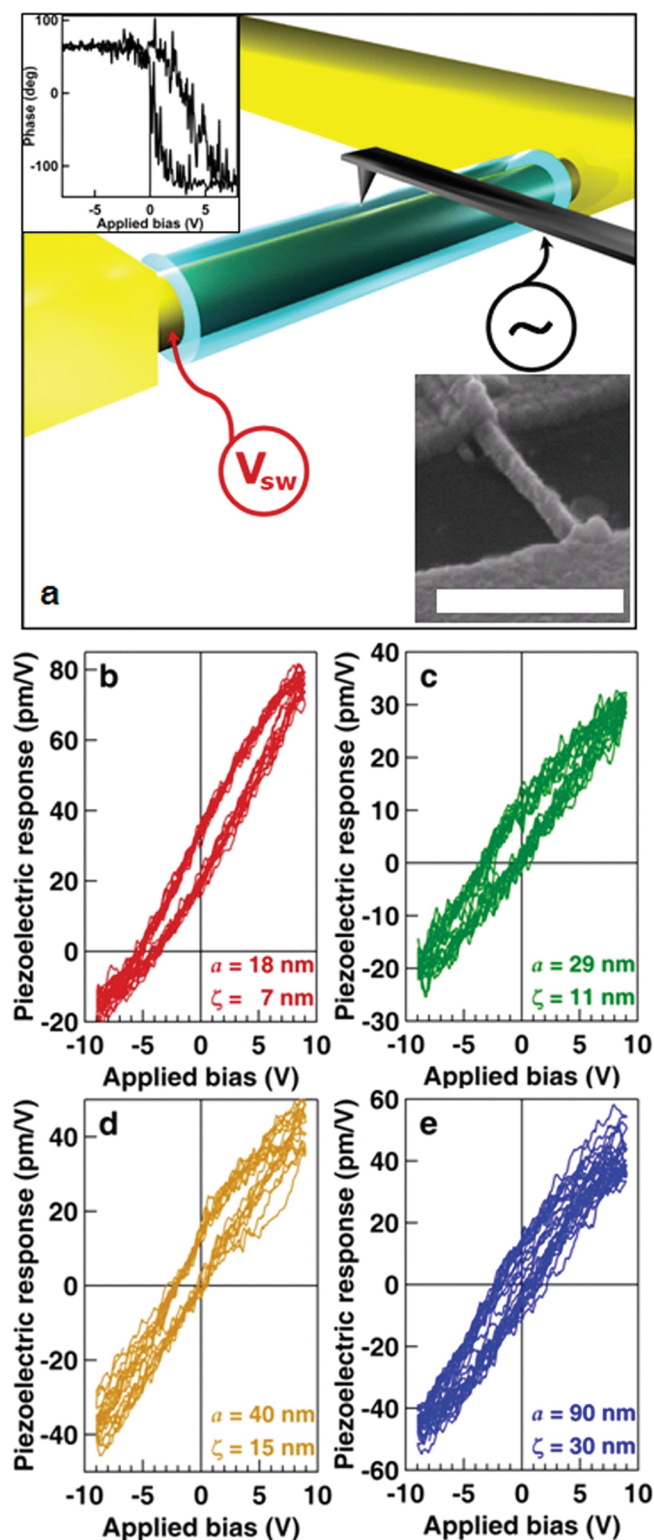 100
0
-100
Phase (deg)
-5 0 5
Applied bias (V)
~
Vsw
a
b
80
60
40
20
0
-20
Piezoelectric response (pm/V)
a = 18 nm
ζ = 7 nm
-10 -5 0 5 10
Applied bias (V)
c
40
30
20
10
0
-10
-20
-30
Piezoelectric response (pm/V)
a = 29 nm
ζ = 11 nm
-10 -5 0 5 10
Applied bias (V)
d
40
20
0
-20
-40
Piezoelectric response (pm/V)
a = 40 nm
ζ = 15 nm
-10 -5 0 5 10
Applied bias (V)
e
60
40
20
0
-20
-40
-60
Piezoelectric response (pm/V)
a = 90 nm
ζ = 30 nm
-10 -5 0 5 10
Applied bias (V)